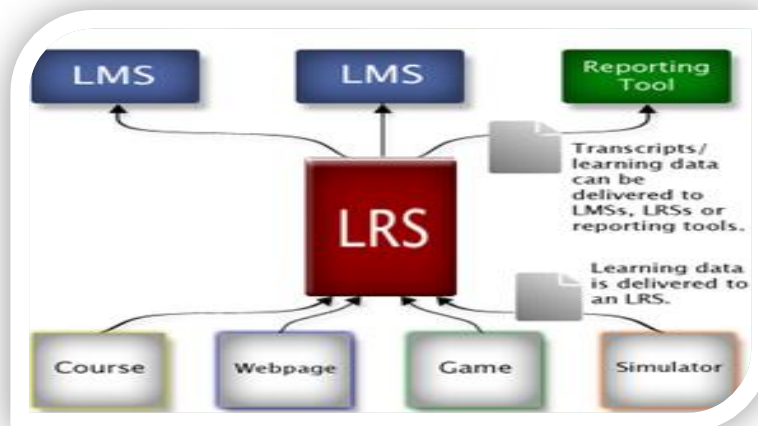 LMS
LMS
Reporting
Tool
Transcripts/
learning data
can be
delivered to
LMSs, LRSs or
reporting tools.
LRS
Learning data
is delivered to
an LRS.
Course
Webpage
Game
Simulator